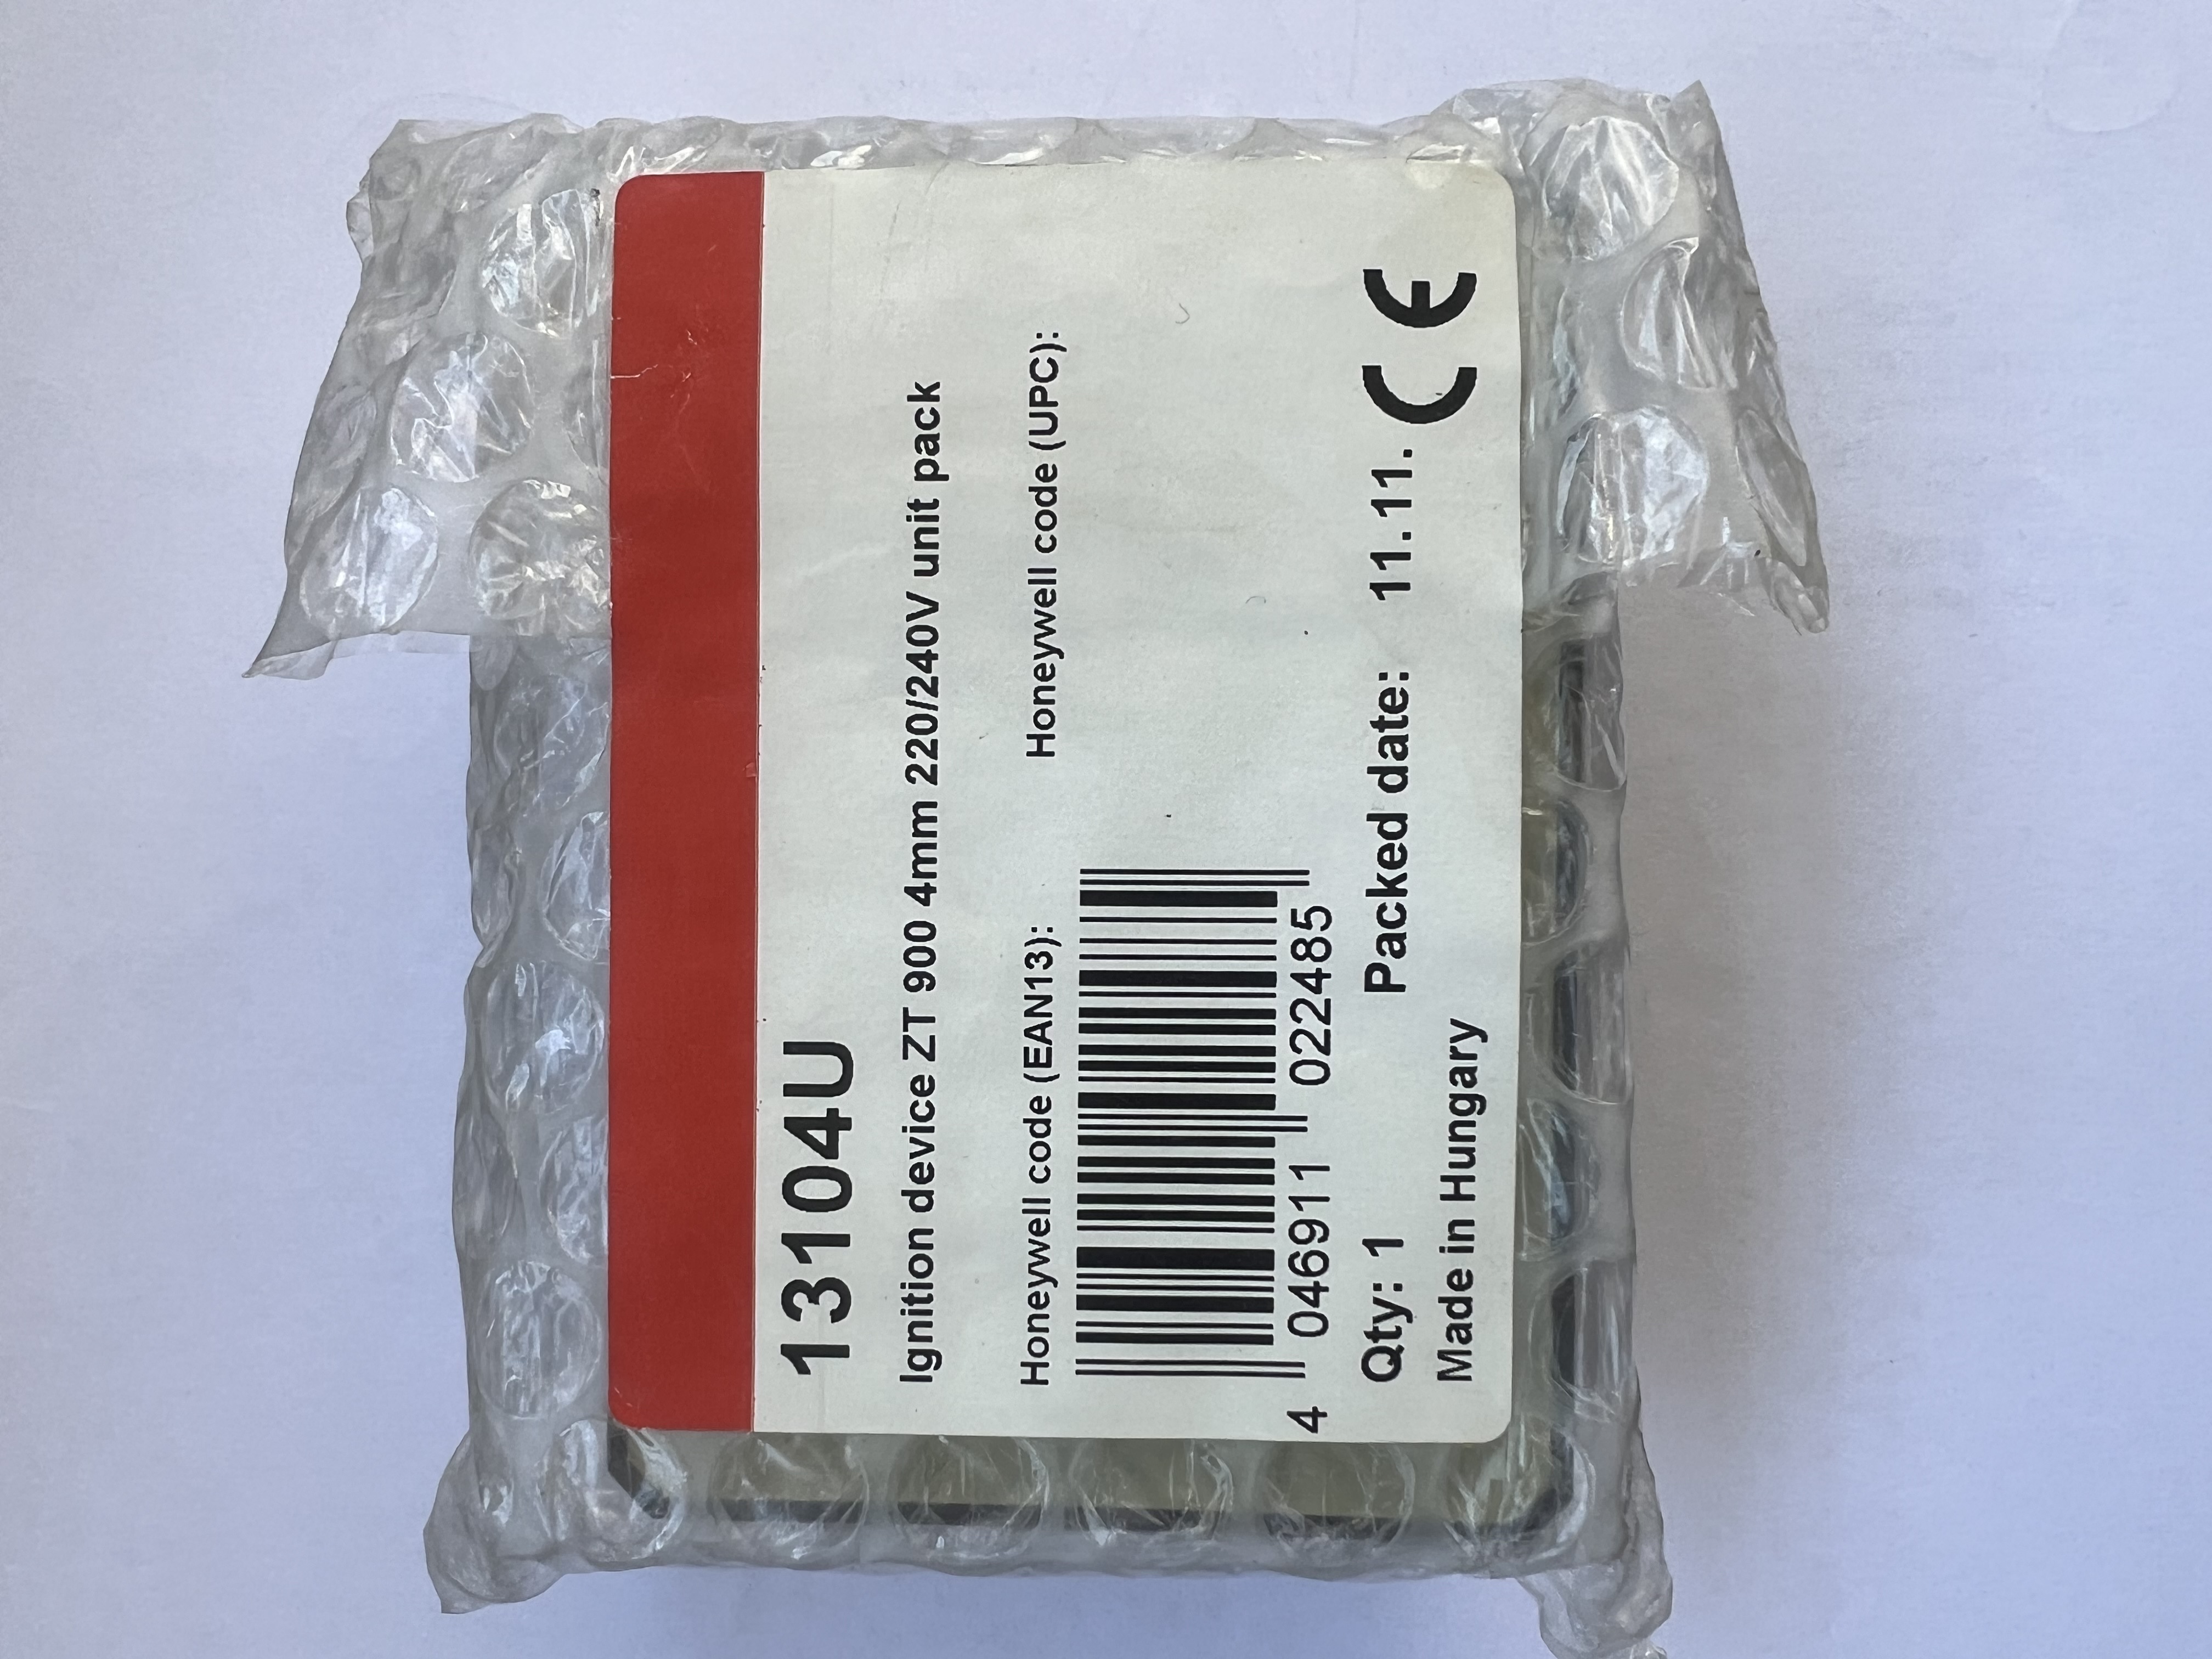 13104U
Ignition device ZT 900 4mm 220/240V unit pack
Honeywell code (EAN13): Honeywell code (UPC):
4 046911 022485
Qty: 1 Packed date: 11.11.
Made in Hungary CE